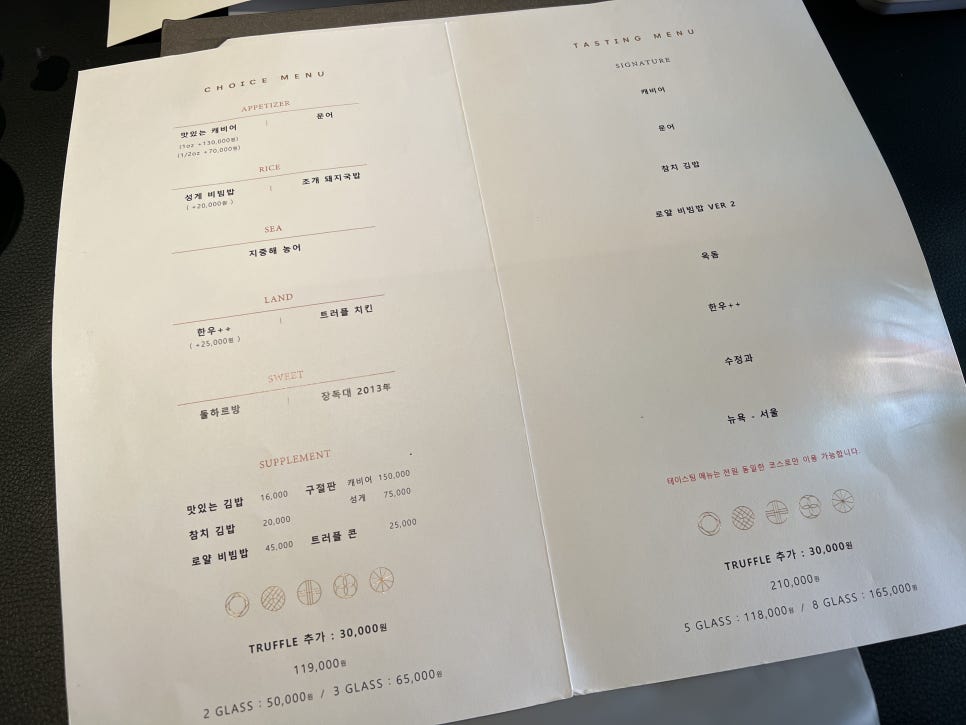 CHOICE MENU
APPETIZER
맛있는 캐비어 | 문어
(1oz +130,000원)
(1/2oz +70,000원)
RICE
성게 비빔밥 | 조개 돼지국밥
( +20,000원 )
SEA
지중해 농어
LAND
한우++ | 트러플 치킨
( +25,000원 )
SWEET
돌하르방 | 장독대 2013年
SUPPLEMENT
맛있는 김밥 16,000 구절판 캐비어 150,000
성게 75,000
참치 김밥 20,000
로얄 비빔밥 45,000 트러플 콘 25,000
TRUFFLE 추가 : 30,000원
119,000원
2 GLASS : 50,000원 / 3 GLASS : 65,000원
TASTING MENU
SIGNATURE
캐비어
문어
참치 김밥
로얄 비빔밥 VER 2
옥돔
한우++
수정과
뉴욕 - 서울
테이스팅 메뉴는 전원 동일한 코스로만 이용 가능합니다.
TRUFFLE 추가 : 30,000원
210,000원
5 GLASS : 118,000원 / 8 GLASS : 165,000원